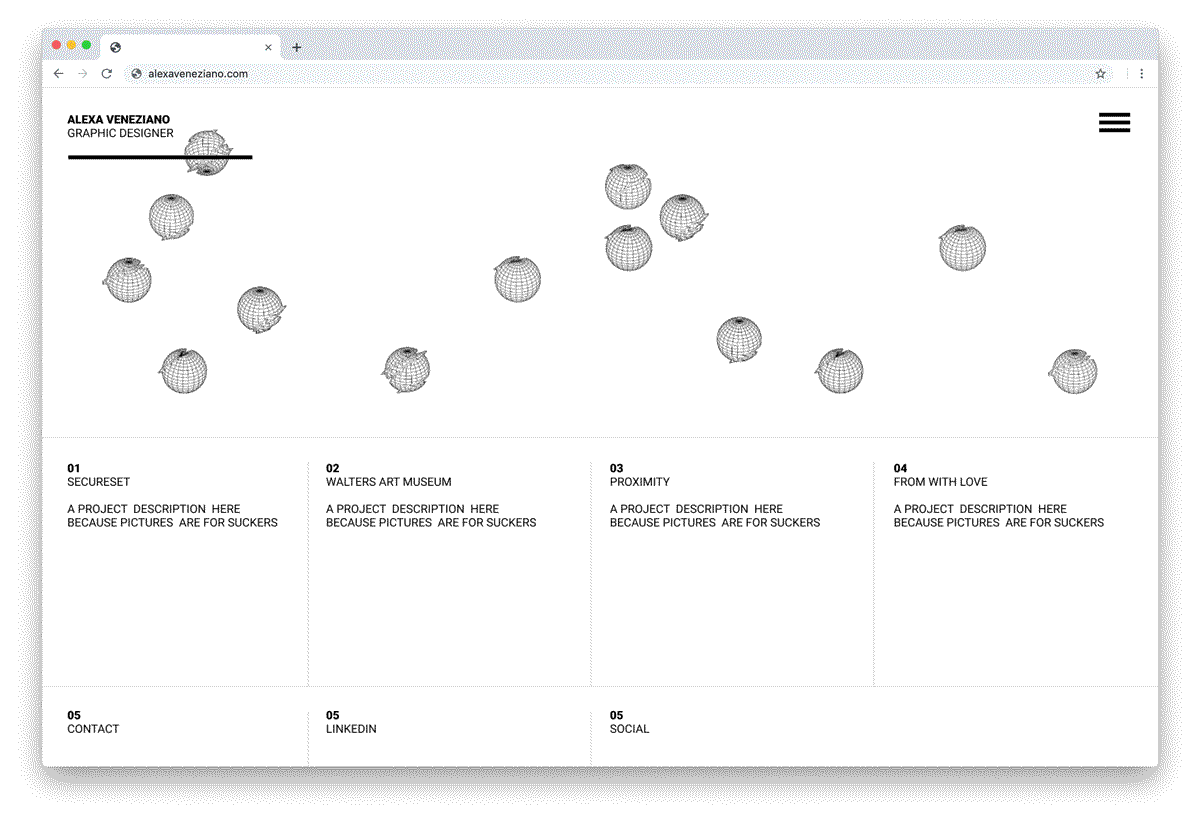 alexaveneziano.com
ALEXA VENEZIANO
GRAPHIC DESIGNER
01
SECURESET
A PROJECT  DESCRIPTION  HERE
BECAUSE PICTURES  ARE FOR SUCKERS
02
WALTERS ART MUSEUM
A PROJECT  DESCRIPTION  HERE
BECAUSE PICTURES  ARE FOR SUCKERS
03
PROXIMITY
A PROJECT  DESCRIPTION  HERE
BECAUSE PICTURES  ARE FOR SUCKERS
04
FROM WITH LOVE
A PROJECT  DESCRIPTION  HERE
BECAUSE PICTURES  ARE FOR SUCKERS
05
CONTACT
05
LINKEDIN
05
SOCIAL